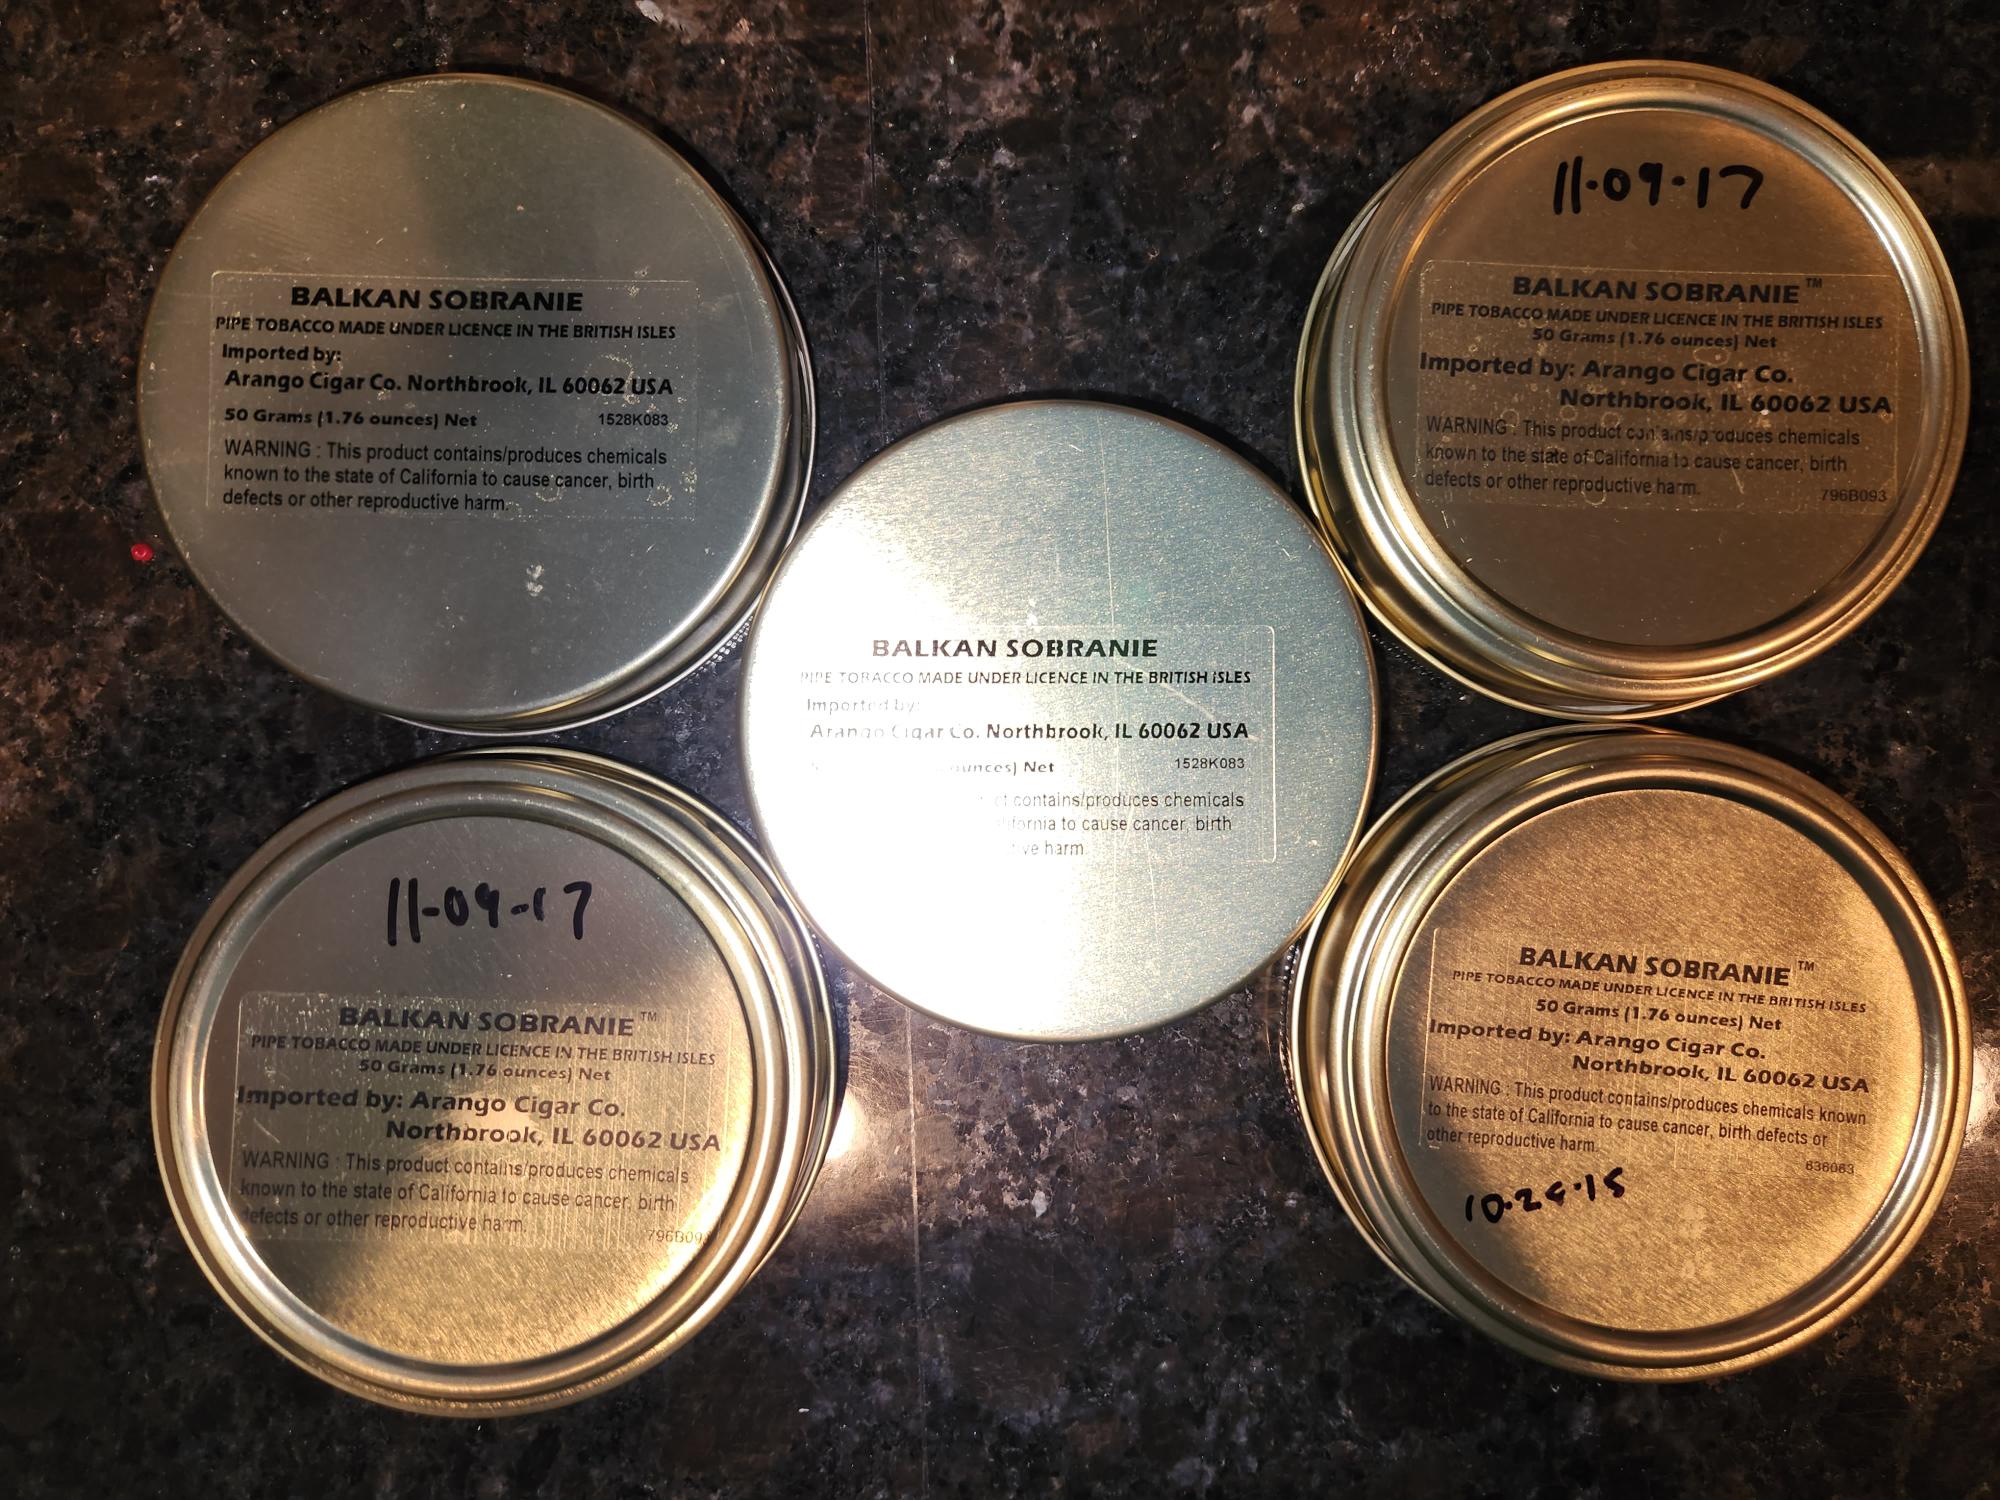 BALKAN SOBRANIE
PIPE TOBACCO MADE UNDER LICENCE IN THE BRITISH ISLES
Imported by:
Arango Cigar Co. Northbrook, IL 60062 USA
50 Grams (1.76 ounces) Net 1528K083
WARNING : This product contains/produces chemicals
known to the state of California to cause cancer, birth
defects or other reproductive harm.
11-09-17
BALKAN SOBRANIE™
PIPE TOBACCO MADE UNDER LICENCE IN THE BRITISH ISLES
50 Grams (1.76 ounces) Net
Imported by: Arango Cigar Co.
Northbrook, IL 60062 USA
WARNING : This product contains/produces chemicals
known to the state of California to cause cancer, birth
defects or other reproductive harm.
796B093
BALKAN SOBRANIE
PIPE TOBACCO MADE UNDER LICENCE IN THE BRITISH ISLES
Imported by:
Arango Cigar Co. Northbrook, IL 60062 USA
ounces) Net 1528K083
contains/produces chemicals
to cause cancer, birth
harm.
11-09-17
BALKAN SOBRANIE™
PIPE TOBACCO MADE UNDER LICENCE IN THE BRITISH ISLES
50 Grams (1.76 ounces) Net
Imported by: Arango Cigar Co.
Northbrook, IL 60062 USA
WARNING : This product contains/produces chemicals
known to the state of California to cause cancer, birth
defects or other reproductive harm.
BALKAN SOBRANIE™
PIPE TOBACCO MADE UNDER LICENCE IN THE BRITISH ISLES
50 Grams (1.76 ounces) Net
Imported by: Arango Cigar Co.
Northbrook, IL 60062 USA
WARNING : This product contains/produces chemicals known
to the state of California to cause cancer, birth defects or
other reproductive harm.